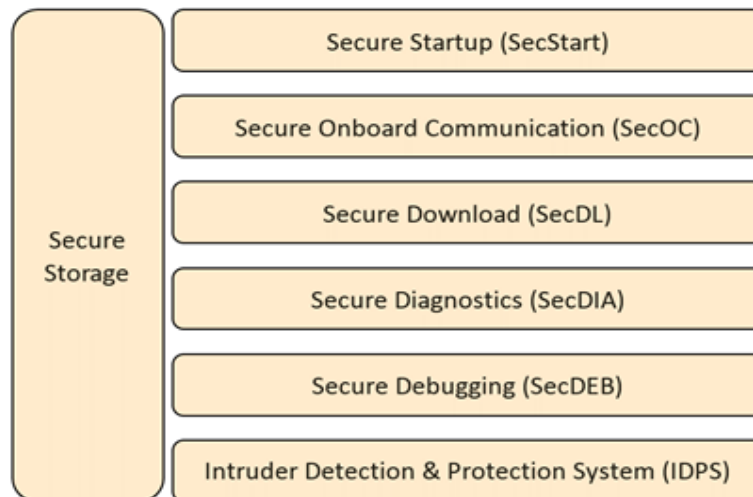 Secure Startup (SecStart)
Secure Onboard Communication (SecOC)
Secure Download (SecDL)
Secure
Storage
Secure Diagnostics (SecDIA)
Secure Debugging (SecDEB)
Intruder Detection & Protection System (IDPS)